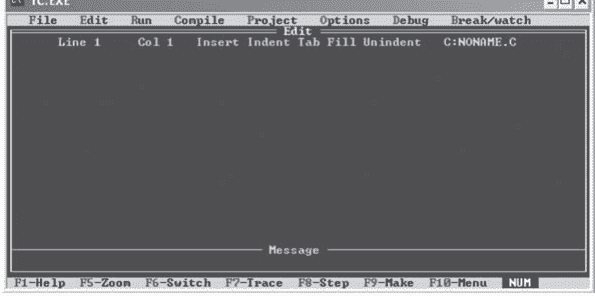 TC.EXE
File Edit Run Compile Project Options Debug Break/watch
Edit
Line 1 Col 1 Insert Indent Tab Fill Unindent C:NONAME.C
Message
F1-Help F5-Zoom F6-Switch F7-Trace F8-Step F9-Make F10-Menu NUM